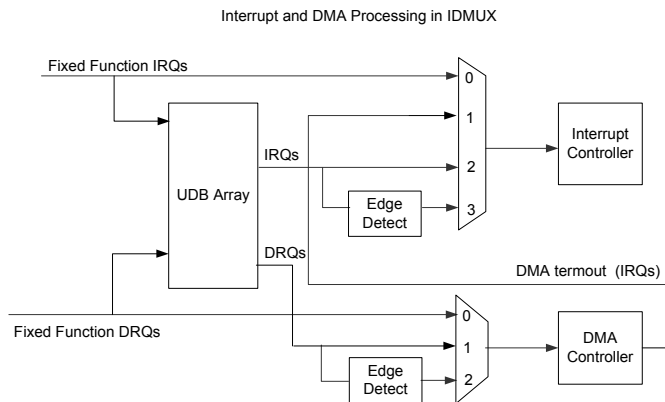 Interrupt and DMA Processing in IDMUX
Fixed Function IRQs
0
1
Interrupt
Controller
IRQs
2
UDB Array
Edge
Detect
3
DRQs
DMA termout (IRQs)
Fixed Function DRQs
0
1
DMA
Controller
Edge
Detect
2